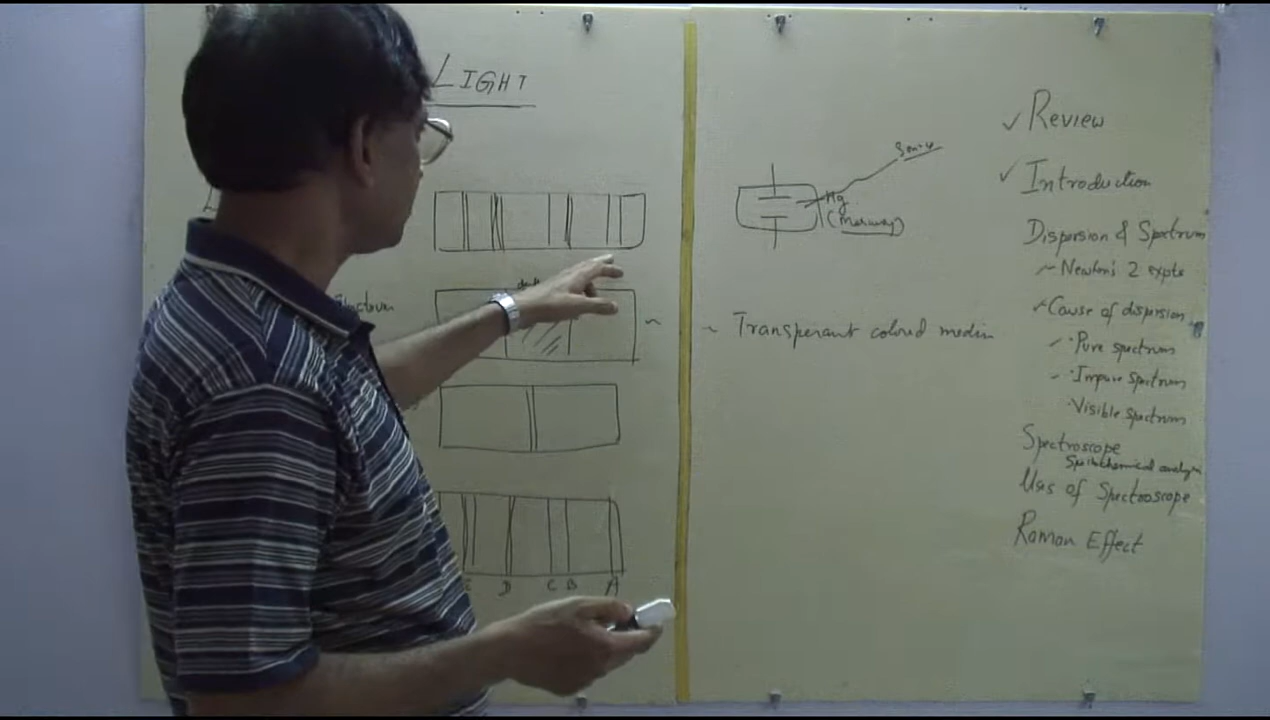 LIGHT
Hg
(Mercury)
~ Transperant colored media
E D C B A
✓ Review
✓ Introduction
Dispersion & Spectrum
~ Newton's 2 expts
Cause of dispersion
Pure spectrum
Impure spectrum
Visible spectrum
Spectroscope
Uses of Spectroscope
Raman Effect